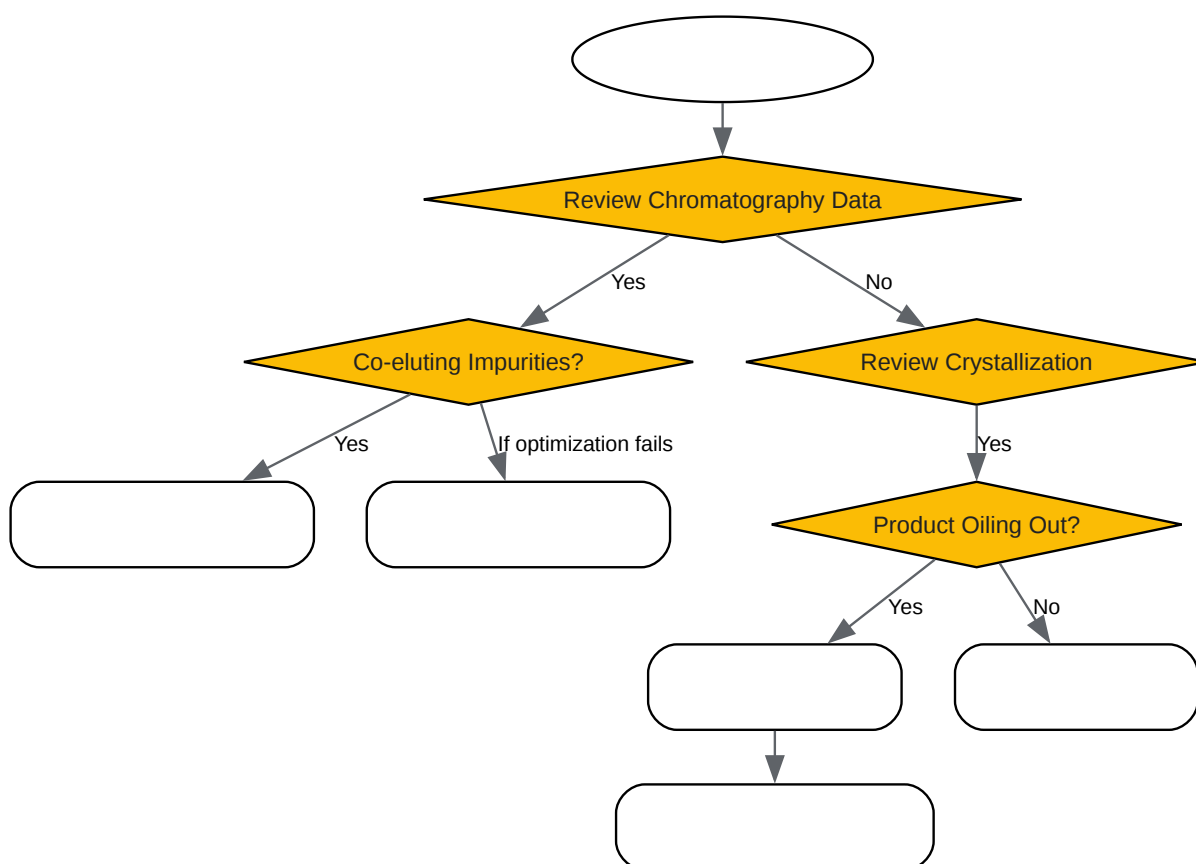 Review Chromatography Data
Yes
No
Co-eluting Impurities?
Review Crystallization
Yes
If optimization fails
Yes
Product Oiling Out?
Yes
No